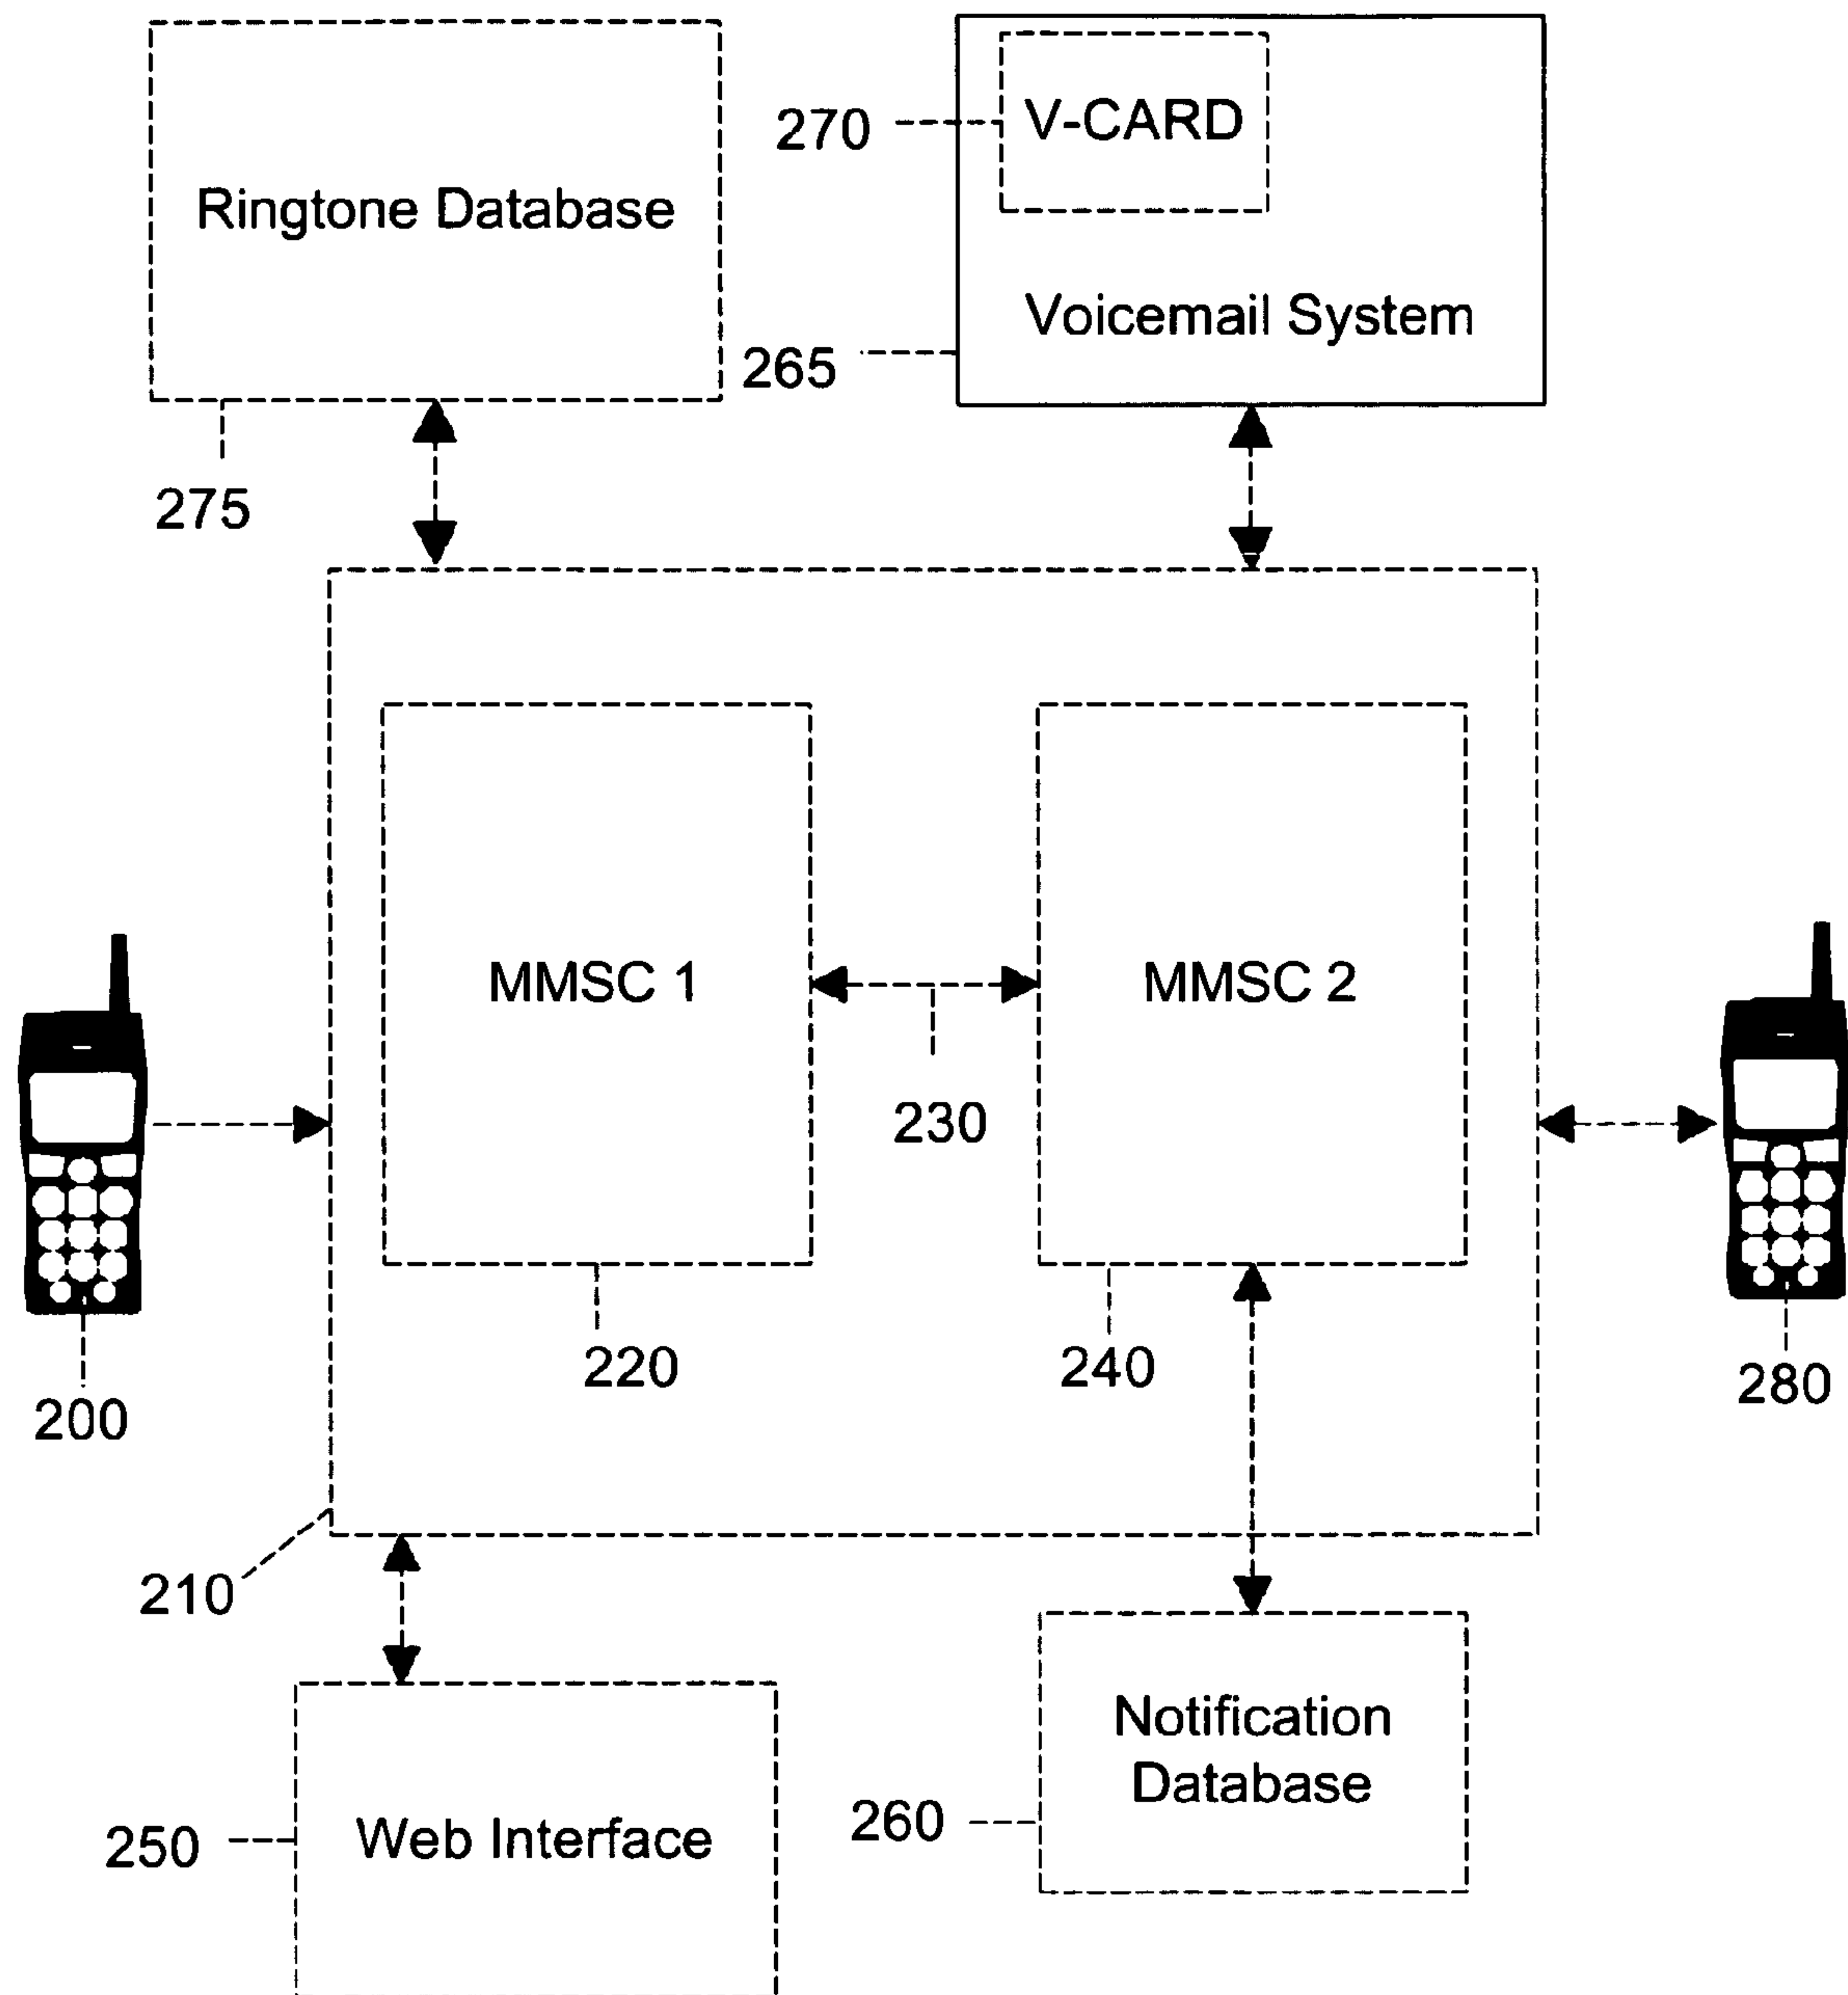 V-CARD
270
Ringtone Database
Voicemail System
265
275
MMSC 1
MMSC 2
230
220
240
280
200
210
Notification
Database
260
250
Web Interface